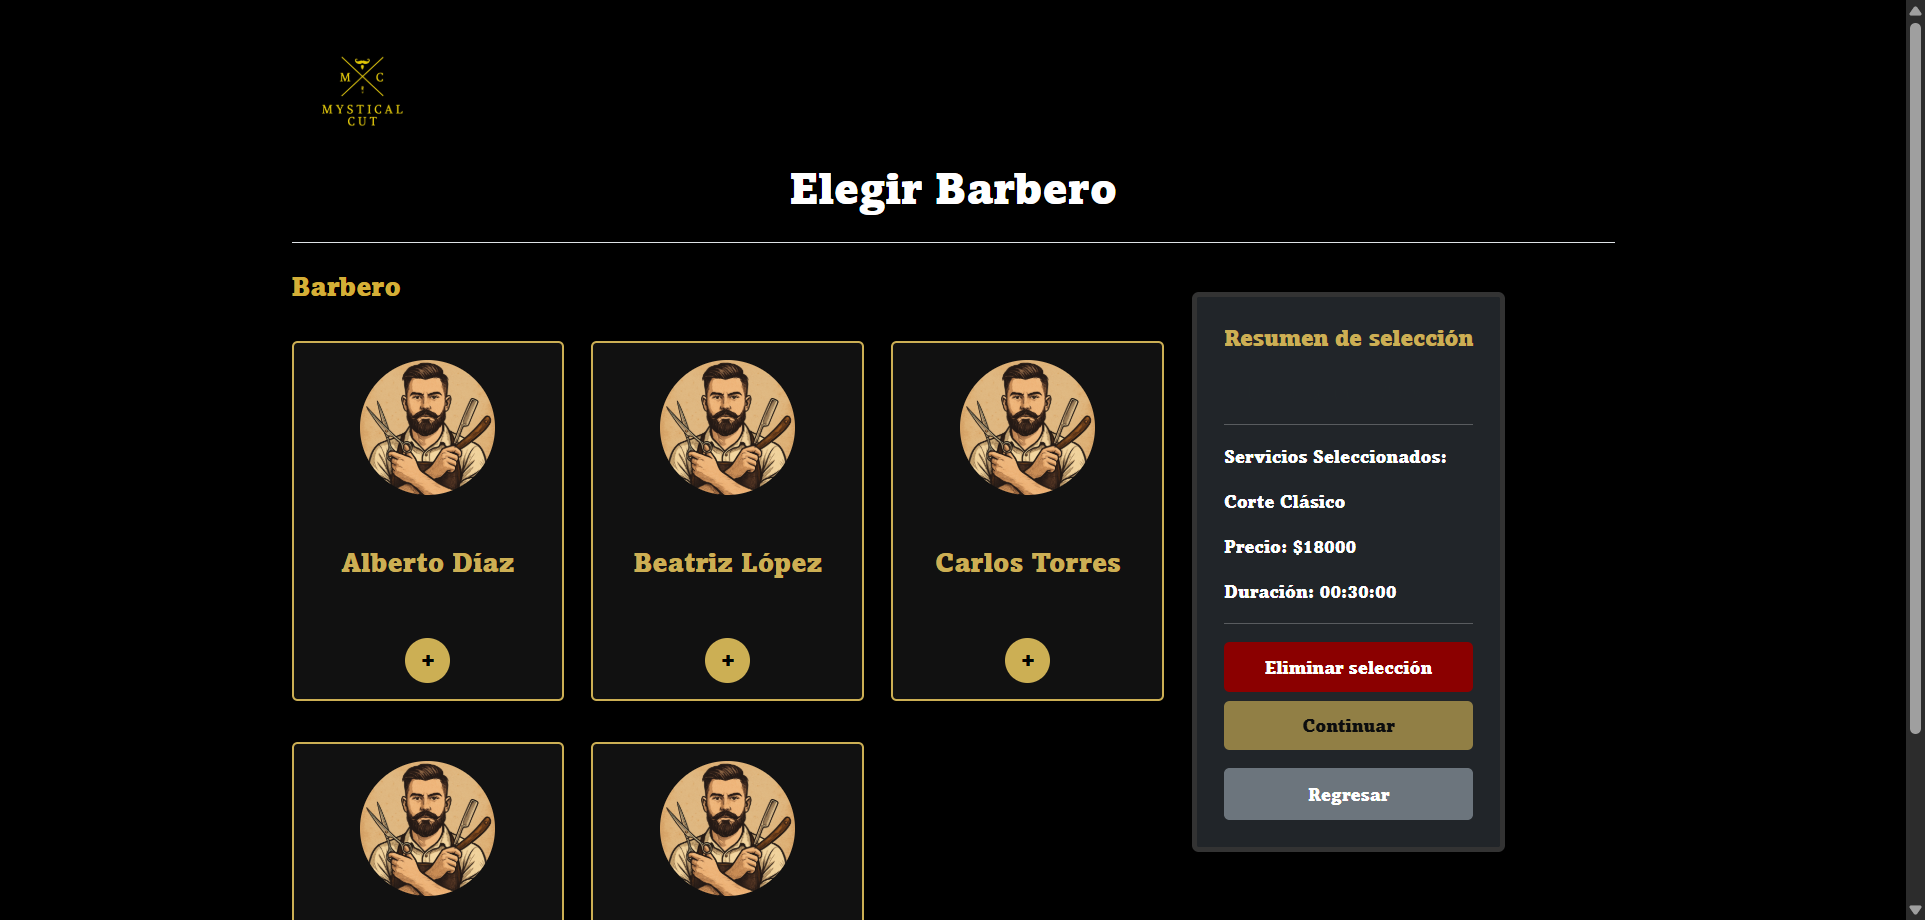 M C
MYSTICAL
CUT
Elegir Barbero
Barbero
Alberto Díaz
+
Beatriz López
+
Carlos Torres
+
Resumen de selección
Servicios Seleccionados:
Corte Clásico
Precio: $18000
Duración: 00:30:00
Eliminar selección
Continuar
Regresar